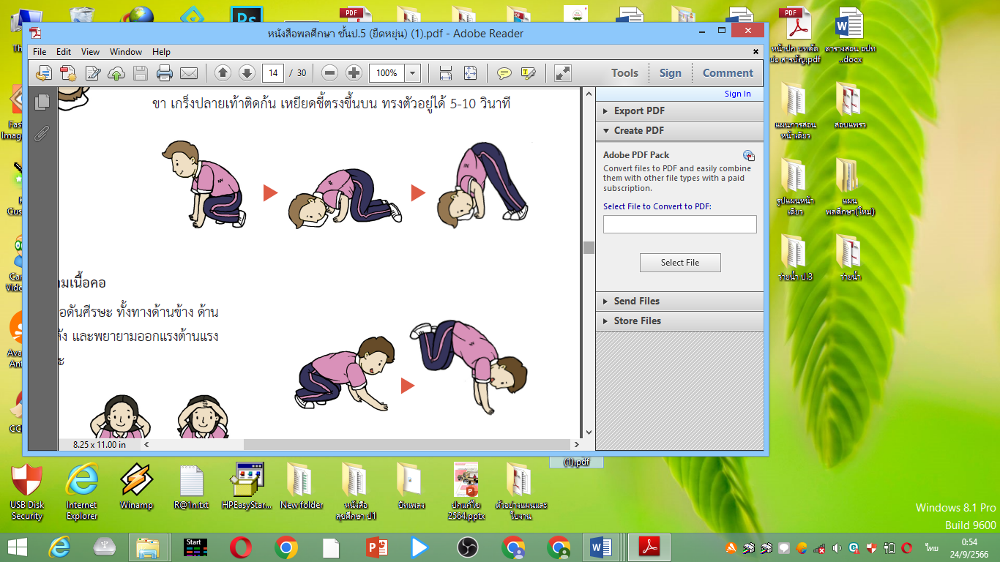 หนังสือพลศึกษา ชั้นป.5 (ยืดหยุ่น) (1).pdf - Adobe Reader
File Edit View Window Help
14 / 30 100% Tools Sign Comment
ขา เกร็งปลายเท้าติดก้น เหยียดชี้ตรงขึ้นบน ทรงตัวอยู่ได้ 5-10 วินาที
ามเนื้อคอ
อดันศีรษะ ทั้งทางด้านข้าง ด้าน
ลัง และพยายามออกแรงต้านแรง
ะ
8.25 x 11.00 in
Sign In
Export PDF
Create PDF
Adobe PDF Pack
Convert files to PDF and easily combine
them with other file types with a paid
subscription.
Select File to Convert to PDF:
Select File
Send Files
Store Files
PDF
Ps
PDF
PDF
PDF
หน้าปก บทคัด
ย่อ สารบัญ.pdf
ตารางสอน อปท
...docx
แผนการสอน
หน้าเดียว
สอบแพรว
รูปแผนหน้า
เดียว
แผน
พลศึกษา(ใหม่)
ว่ายน้ำ ป.3
ว่ายน้ำ
Th
Fas
Imag
K
Cus
Can
Vide
Ava
Ant
CC
(1).pdf
USB Disk
Security
Internet
Explorer
Winamp
R@1n.txt
HPEasyStar...
New folder
หนังสือ
สุขศึกษา ป1
บทเพลง
ปกแก้ไข
2564.pptx
ตัวอย่างแผนและ
ใบงาน
Windows 8.1 Pro
Build 9600
Start
ไทย
0:54
24/9/2566